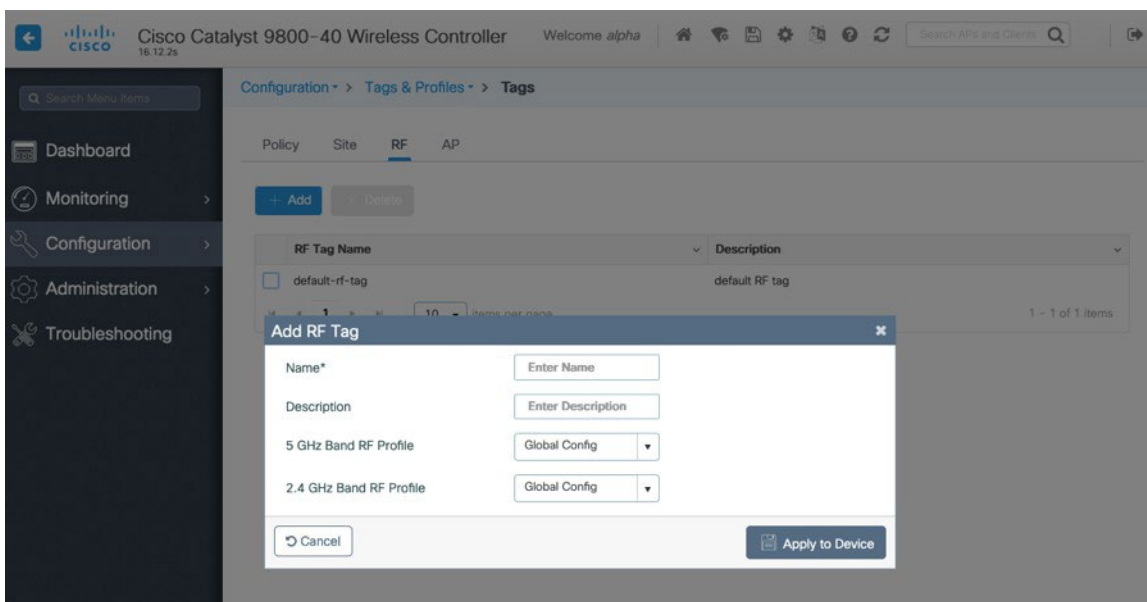 CISCO
Cisco Catalyst 9800-40 Wireless Controller
16.12.2s
Welcome alpha
Search APs and Clients
Search Menu Items
Dashboard
Monitoring
Configuration
Administration
Troubleshooting
Configuration > Tags & Profiles > Tags
Policy Site RF AP
+ Add
× Delete
RF Tag Name Description
default-rf-tag default RF tag
1 10 items per page 1 - 1 of 1 items
Add RF Tag
Name* Enter Name
Description Enter Description
5 GHz Band RF Profile Global Config
2.4 GHz Band RF Profile Global Config
Cancel
Apply to Device